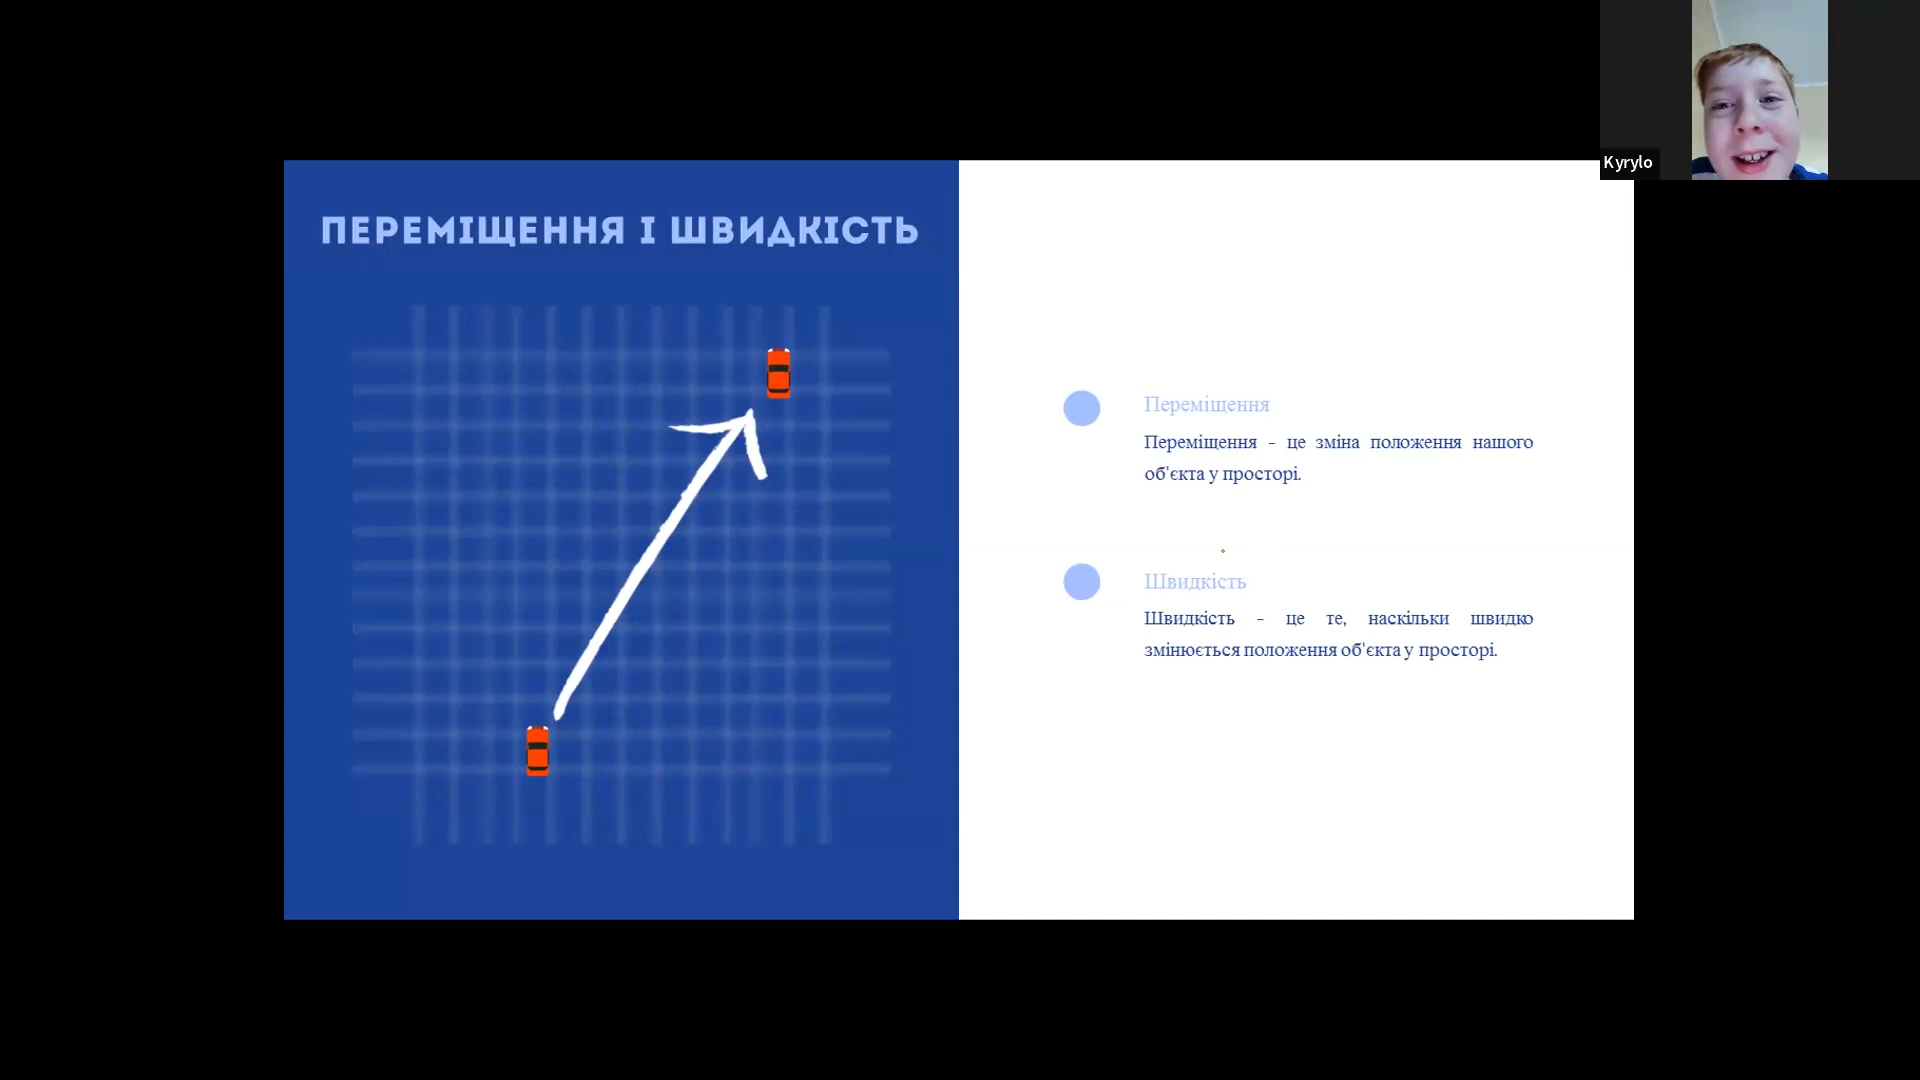 ПЕРЕМІЩЕННЯ І ШВИДКІСТЬ
Переміщення
Переміщення - це зміна положення нашого
об'єкта у просторі.
Швидкість
Швидкість - це те, наскільки швидко
змінюється положення об'єкта у просторі.
Kyrylo